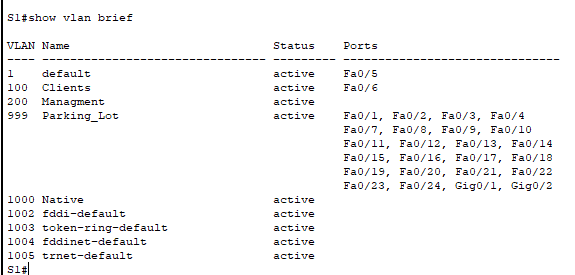 S1#show vlan brief
VLAN Name Status Ports
---- -------------------------------- --------- -------------------------------
1 default active Fa0/5
100 Clients active Fa0/6
200 Managment active
999 Parking_Lot active Fa0/1, Fa0/2, Fa0/3, Fa0/4
Fa0/7, Fa0/8, Fa0/9, Fa0/10
Fa0/11, Fa0/12, Fa0/13, Fa0/14
Fa0/15, Fa0/16, Fa0/17, Fa0/18
Fa0/19, Fa0/20, Fa0/21, Fa0/22
Fa0/23, Fa0/24, Gig0/1, Gig0/2
1000 Native active
1002 fddi-default active
1003 token-ring-default active
1004 fddinet-default active
1005 trnet-default active
S1#